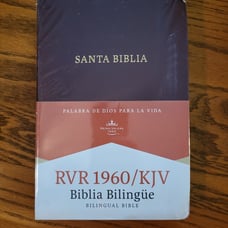 SANTA BIBLIA
PALABRA DE DIOS PARA LA VIDA
RVR 1960/KJV
Biblia Bilingüe
BILINGUAL BIBLE